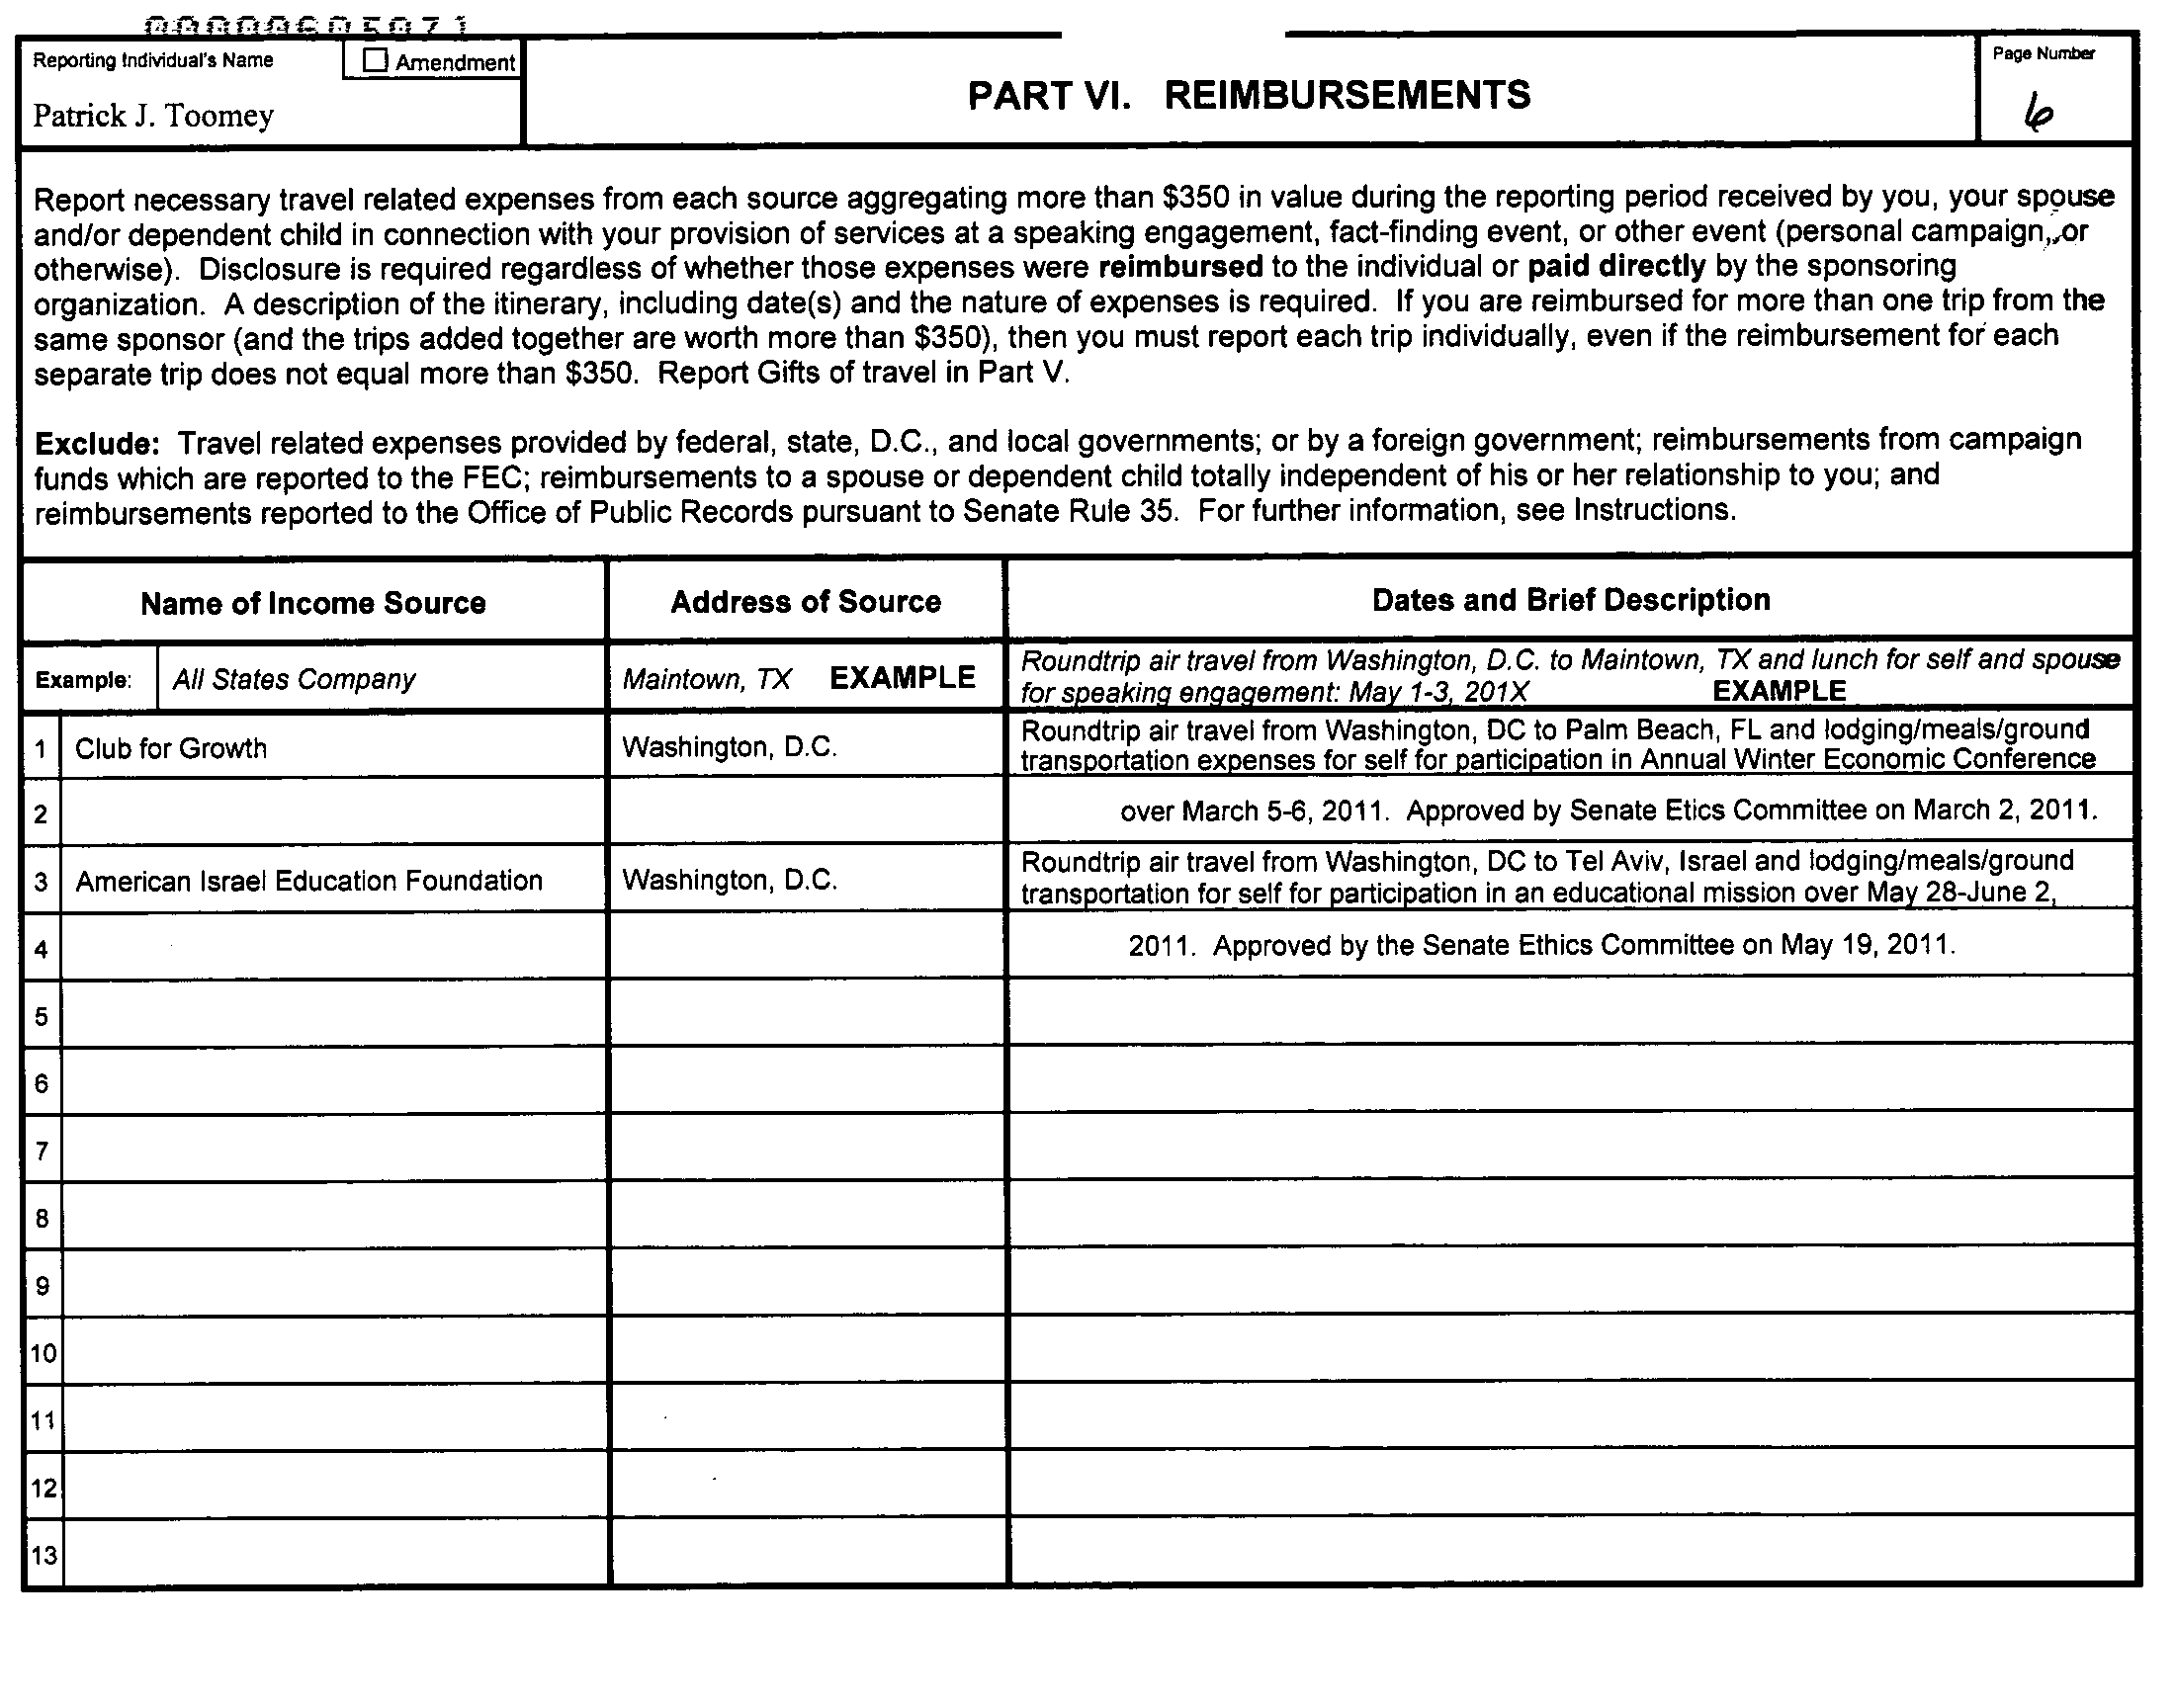 Reporting Individual's Name
☐ Amendment
Page Number
Patrick J. Toomey
PART VI. REIMBURSEMENTS
6
Report necessary travel related expenses from each source aggregating more than $350 in value during the reporting period received by you, your spouse
and/or dependent child in connection with your provision of services at a speaking engagement, fact-finding event, or other event (personal campaign, or
otherwise). Disclosure is required regardless of whether those expenses were reimbursed to the individual or paid directly by the sponsoring
organization. A description of the itinerary, including date(s) and the nature of expenses is required. If you are reimbursed for more than one trip from the
same sponsor (and the trips added together are worth more than $350), then you must report each trip individually, even if the reimbursement for each
separate trip does not equal more than $350. Report Gifts of travel in Part V.
Exclude: Travel related expenses provided by federal, state, D.C., and local governments; or by a foreign government; reimbursements from campaign
funds which are reported to the FEC; reimbursements to a spouse or dependent child totally independent of his or her relationship to you; and
reimbursements reported to the Office of Public Records pursuant to Senate Rule 35. For further information, see Instructions.
Name of Income Source
Address of Source
Dates and Brief Description
Example:
All States Company
Maintown, TX EXAMPLE
Roundtrip air travel from Washington, D.C. to Maintown, TX and lunch for self and spouse
for speaking engagement: May 1-3, 201X EXAMPLE
1
Club for Growth
Washington, D.C.
Roundtrip air travel from Washington, DC to Palm Beach, FL and lodging/meals/ground
transportation expenses for self for participation in Annual Winter Economic Conference
2
over March 5-6, 2011. Approved by Senate Etics Committee on March 2, 2011.
3
American Israel Education Foundation
Washington, D.C.
Roundtrip air travel from Washington, DC to Tel Aviv, Israel and lodging/meals/ground
transportation for self for participation in an educational mission over May 28-June 2,
4
2011. Approved by the Senate Ethics Committee on May 19, 2011.
5
6
7
8
9
10
11
12
13